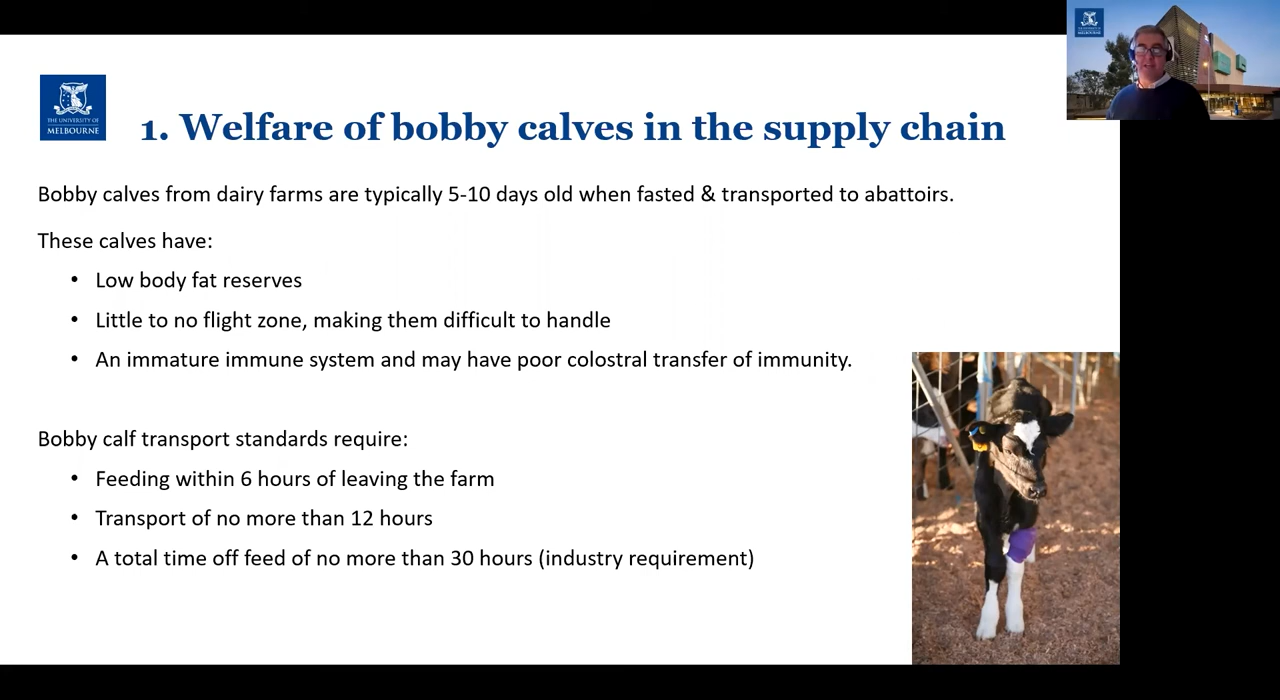 THE UNIVERSITY OF
MELBOURNE
1. Welfare of bobby calves in the supply chain
Bobby calves from dairy farms are typically 5-10 days old when fasted & transported to abattoirs.
These calves have:
• Low body fat reserves
• Little to no flight zone, making them difficult to handle
• An immature immune system and may have poor colostral transfer of immunity.
Bobby calf transport standards require:
• Feeding within 6 hours of leaving the farm
• Transport of no more than 12 hours
• A total time off feed of no more than 30 hours (industry requirement)
MELBOURNE